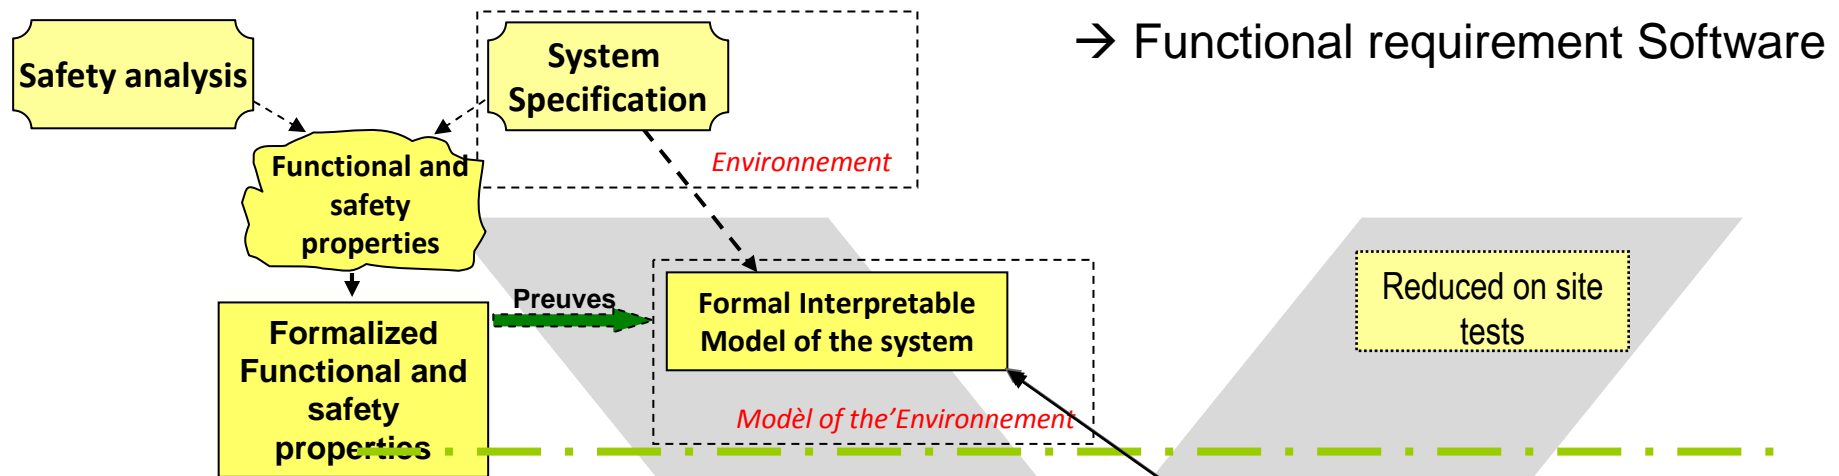 → Functional requirement Software
Safety analysis
System
Specification
Environnement
Functional and
safety
properties
Preuves
Formal Interpretable
Model of the system
Modèl of the'Environnement
Formalized
Functional and
safety
properties
Reduced on site
tests